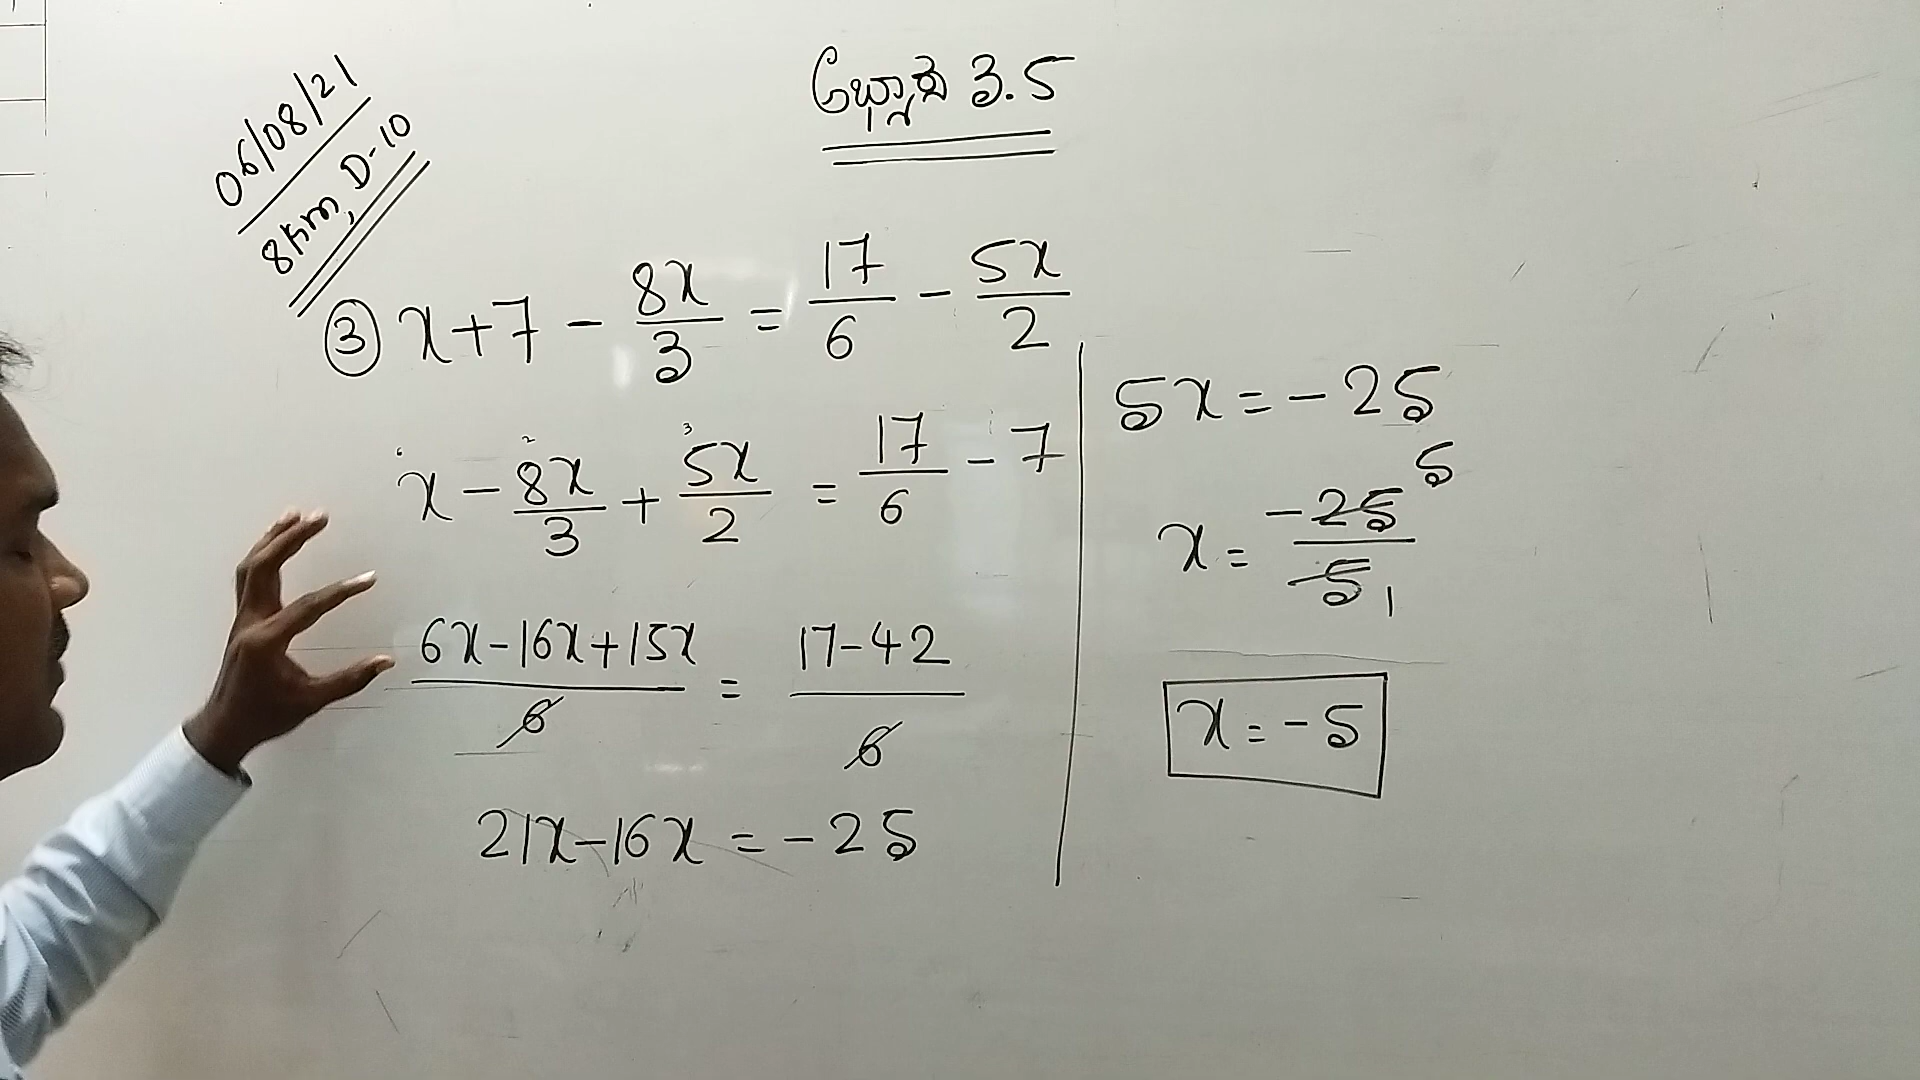 ಅಭ್ಯಾಸ 3.5
06/08/21
8Km, D-10
③ x+7 - 8x/3 = 17/6 - 5x/2
x - 8x/3 + 5x/2 = 17/6 - 7
6x-16x+15x/6 = 17-42/6
21x-16x = -25
5x = -25
x = -25/5
x = -5